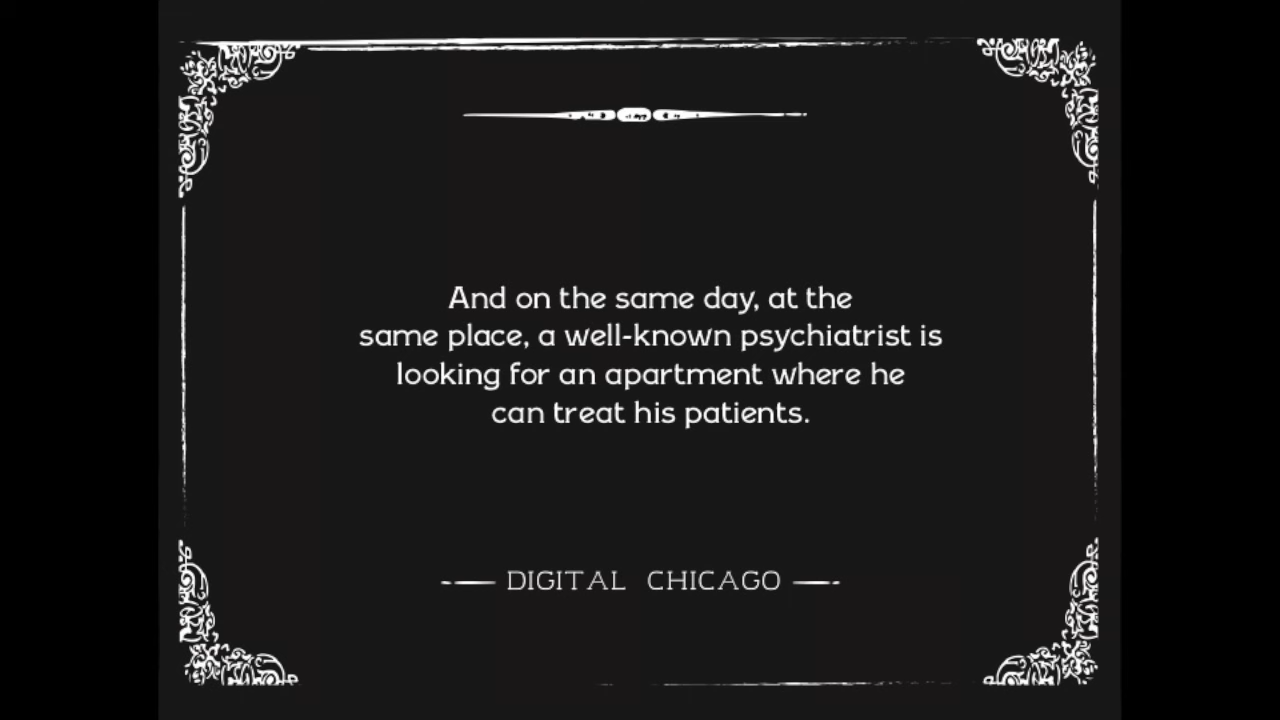 And on the same day, at the
same place, a well-known psychiatrist is
looking for an apartment where he
can treat his patients.
DIGITAL CHICAGO